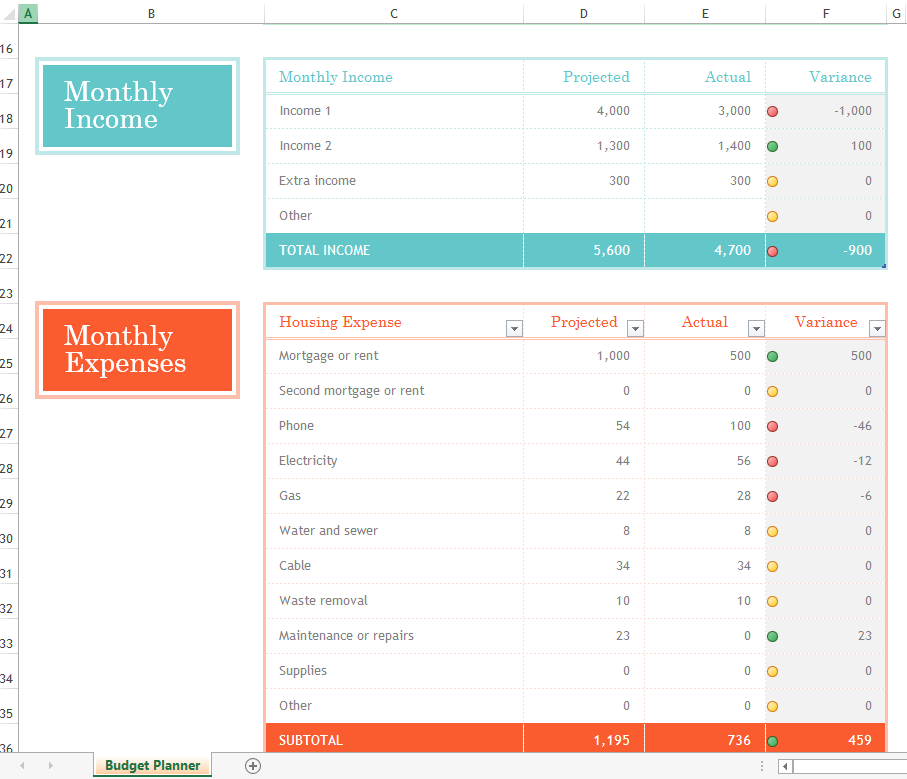 A B C D E F G
16
Monthly Income
17 Monthly Income Projected Actual Variance
18 Income 1 4,000 3,000 -1,000
19 Income 2 1,300 1,400 100
20 Extra income 300 300 0
21 Other 0
22 TOTAL INCOME 5,600 4,700 -900
23
Monthly Expenses
24 Housing Expense Projected Actual Variance
25 Mortgage or rent 1,000 500 500
26 Second mortgage or rent 0 0 0
27 Phone 54 100 -46
28 Electricity 44 56 -12
29 Gas 22 28 -6
30 Water and sewer 8 8 0
31 Cable 34 34 0
32 Waste removal 10 10 0
33 Maintenance or repairs 23 0 23
34 Supplies 0 0 0
35 Other 0 0 0
36 SUBTOTAL 1,195 736 459
Budget Planner